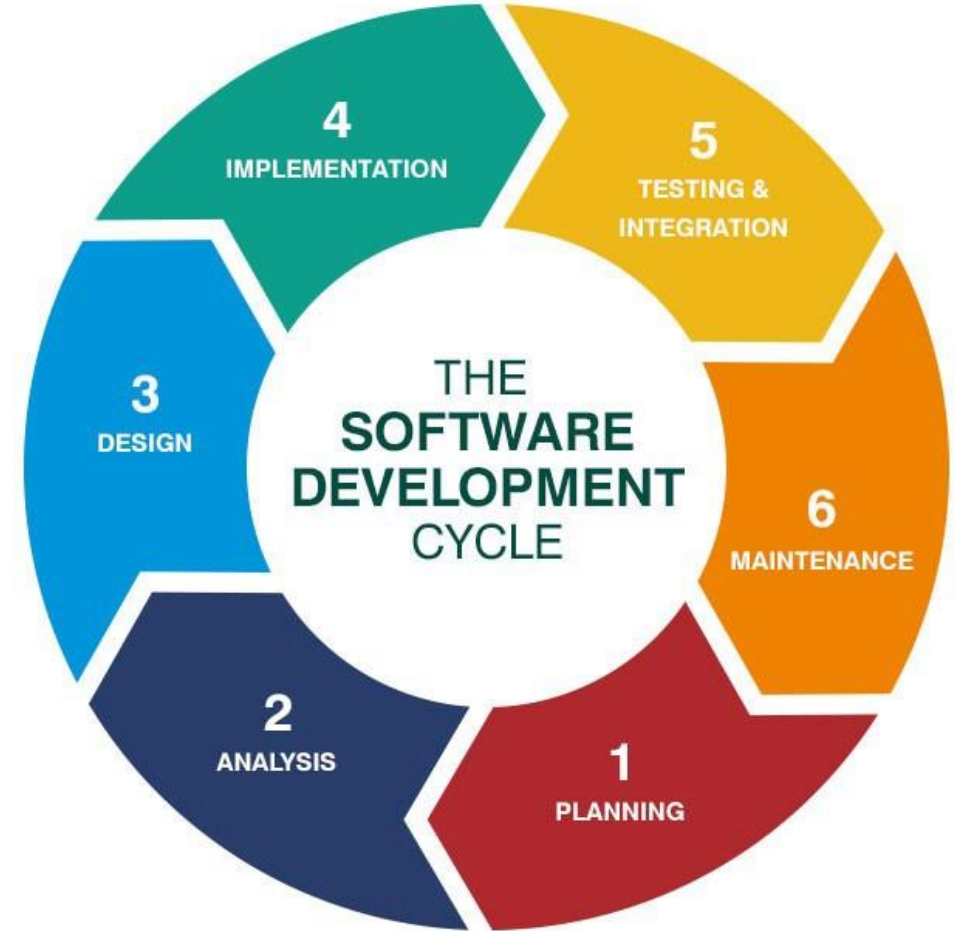 THE
SOFTWARE
DEVELOPMENT
CYCLE
1
PLANNING
2
ANALYSIS
3
DESIGN
4
IMPLEMENTATION
5
TESTING &
INTEGRATION
6
MAINTENANCE